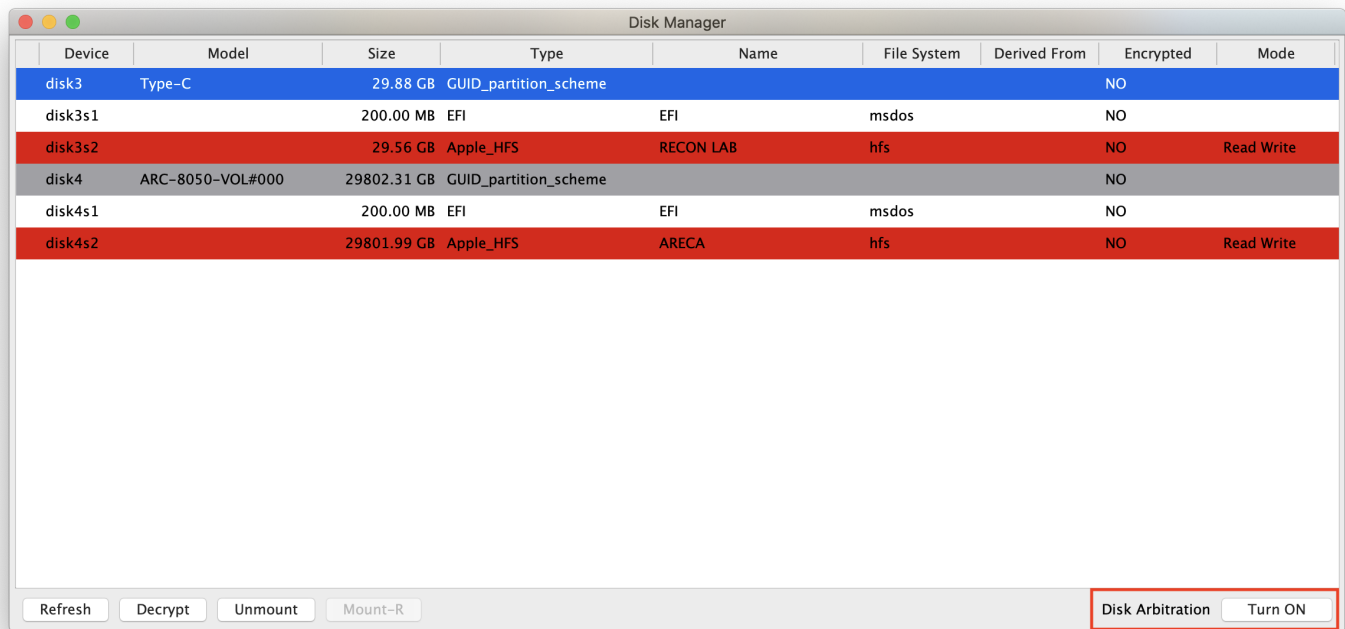 Disk Manager
Device Model Size Type Name File System Derived From Encrypted Mode
disk3 Type-C 29.88 GB GUID_partition_scheme NO
disk3s1 200.00 MB EFI EFI msdos NO
disk3s2 29.56 GB Apple_HFS RECON LAB hfs NO Read Write
disk4 ARC-8050-VOL#000 29802.31 GB GUID_partition_scheme NO
disk4s1 200.00 MB EFI EFI msdos NO
disk4s2 29801.99 GB Apple_HFS ARECA hfs NO Read Write
Refresh Decrypt Unmount Mount-R Disk Arbitration Turn ON